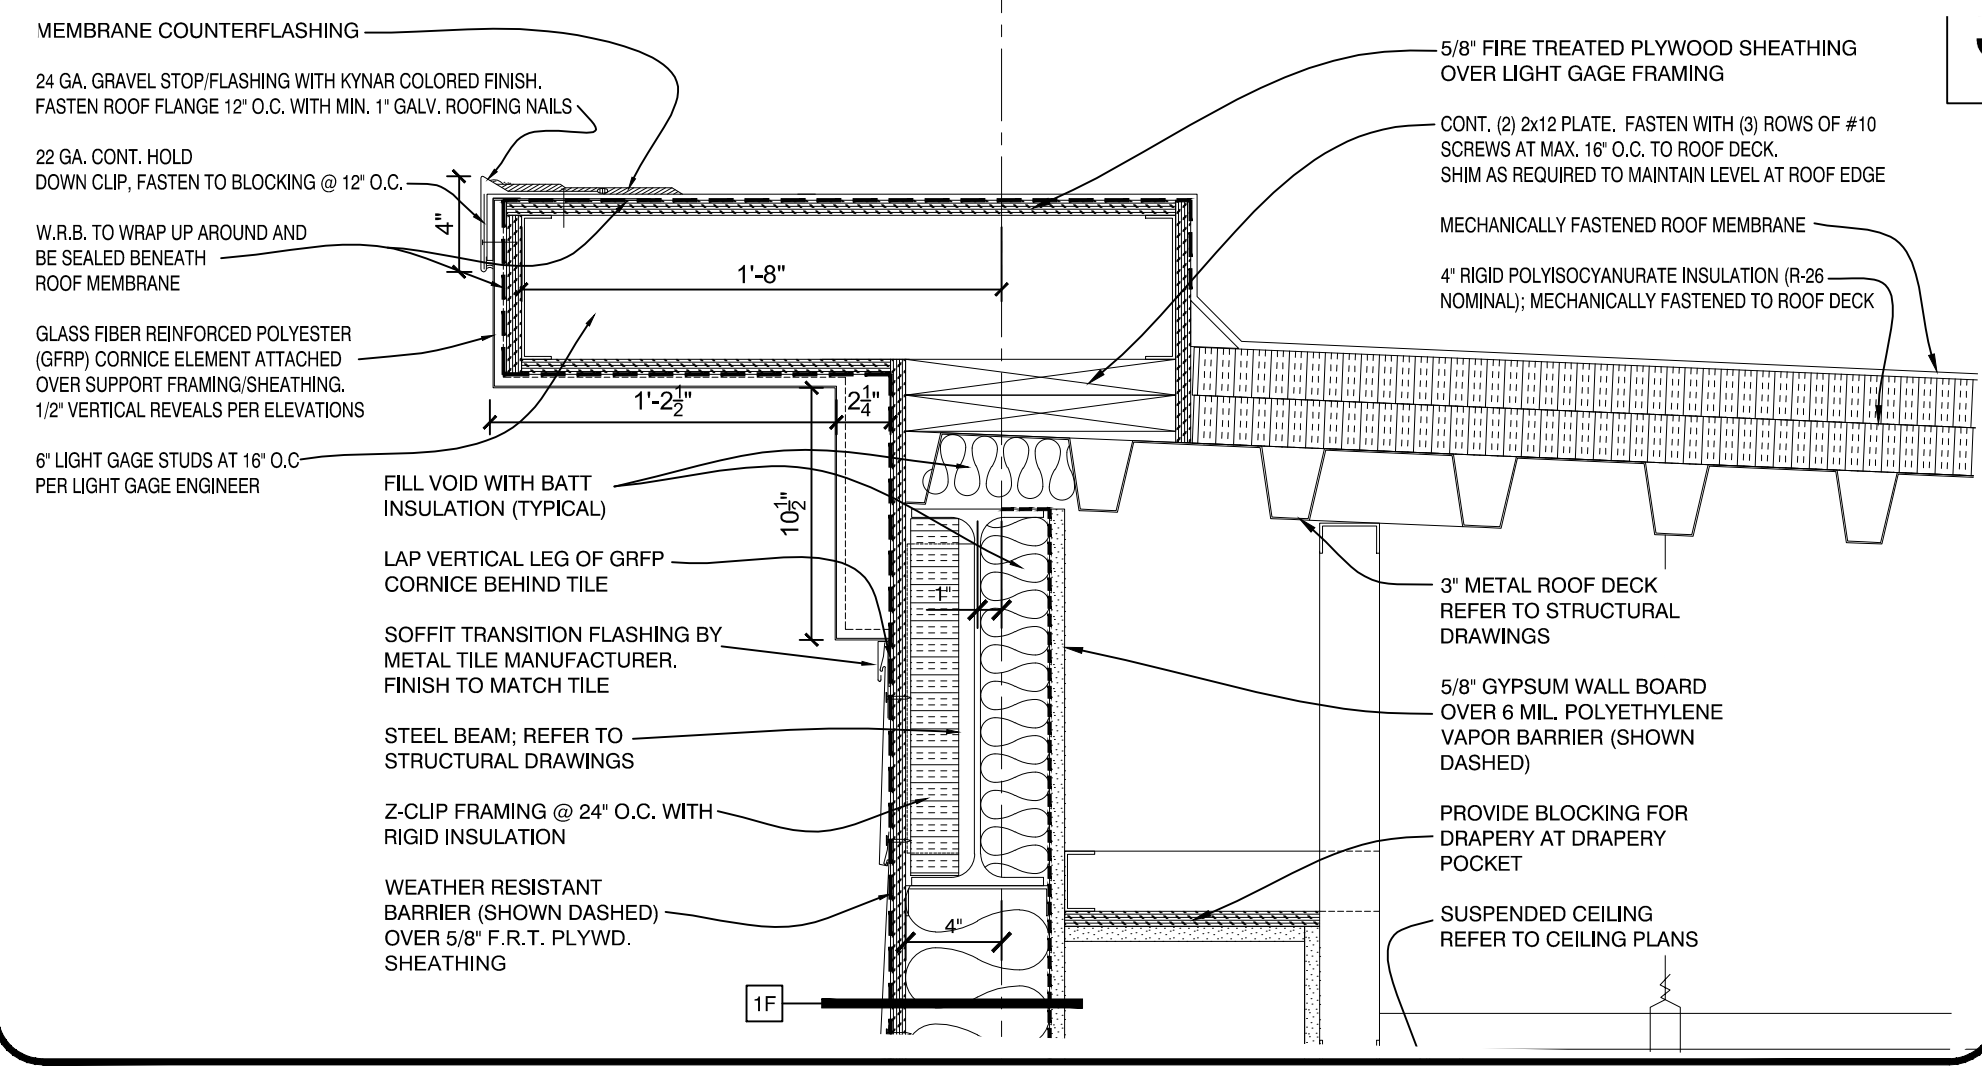 MEMBRANE COUNTERFLASHING
24 GA. GRAVEL STOP/FLASHING WITH KYNAR COLORED FINISH.
FASTEN ROOF FLANGE 12" O.C. WITH MIN. 1" GALV. ROOFING NAILS
22 GA. CONT. HOLD
DOWN CLIP, FASTEN TO BLOCKING @ 12" O.C.
W.R.B. TO WRAP UP AROUND AND
BE SEALED BENEATH
ROOF MEMBRANE
GLASS FIBER REINFORCED POLYESTER
(GFRP) CORNICE ELEMENT ATTACHED
OVER SUPPORT FRAMING/SHEATHING.
1/2" VERTICAL REVEALS PER ELEVATIONS
6" LIGHT GAGE STUDS AT 16" O.C
PER LIGHT GAGE ENGINEER
4"
1'-8"
1'-2½"
2¼"
10½"
1"
4"
FILL VOID WITH BATT
INSULATION (TYPICAL)
LAP VERTICAL LEG OF GRFP
CORNICE BEHIND TILE
SOFFIT TRANSITION FLASHING BY
METAL TILE MANUFACTURER.
FINISH TO MATCH TILE
STEEL BEAM; REFER TO
STRUCTURAL DRAWINGS
Z-CLIP FRAMING @ 24" O.C. WITH
RIGID INSULATION
WEATHER RESISTANT
BARRIER (SHOWN DASHED)
OVER 5/8" F.R.T. PLYWD.
SHEATHING
1F
5/8" FIRE TREATED PLYWOOD SHEATHING
OVER LIGHT GAGE FRAMING
CONT. (2) 2x12 PLATE. FASTEN WITH (3) ROWS OF #10
SCREWS AT MAX. 16" O.C. TO ROOF DECK.
SHIM AS REQUIRED TO MAINTAIN LEVEL AT ROOF EDGE
MECHANICALLY FASTENED ROOF MEMBRANE
4" RIGID POLYISOCYANURATE INSULATION (R-26
NOMINAL); MECHANICALLY FASTENED TO ROOF DECK
3" METAL ROOF DECK
REFER TO STRUCTURAL
DRAWINGS
5/8" GYPSUM WALL BOARD
OVER 6 MIL. POLYETHYLENE
VAPOR BARRIER (SHOWN
DASHED)
PROVIDE BLOCKING FOR
DRAPERY AT DRAPERY
POCKET
SUSPENDED CEILING
REFER TO CEILING PLANS